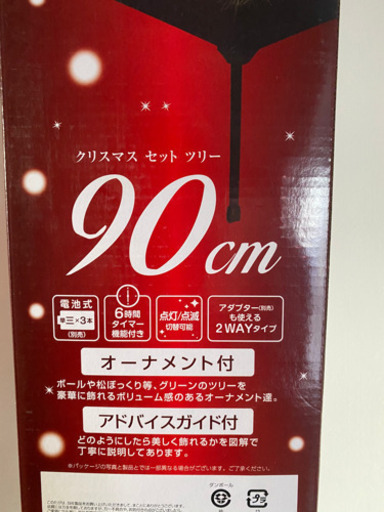 クリスマス セット ツリー
90cm
電池式
単三×3本
(別売)
6時間
タイマー
機能付き
点灯/点滅
切替可能
アダプター(別売)
も使える
2WAYタイプ
オーナメント付
ボールや松ぼっくり等、グリーンのツリーを
豪華に飾れるボリューム感のあるオーナメント達。
アドバイスガイド付
どのようにしたら美しく飾れるかを図解で
丁寧に説明してあります。
※パッケージの写真と製品とでは一部異なる場合がございます。ご了承ください。
ダンボール